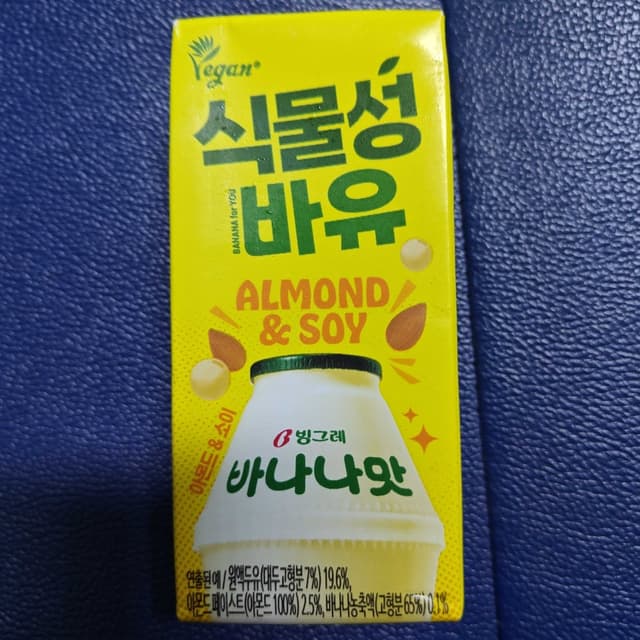 Vegan®
식물성
바유
BANANA for YOU
ALMOND
& SOY
아몬드 & 소이
빙그레
바나나맛
연출된 예 / 원액두유(대두고형분 7%) 19.6%,
아몬드 페이스트(아몬드 100%) 2.5%, 바나나농축액(고형분 65%) 0.1%